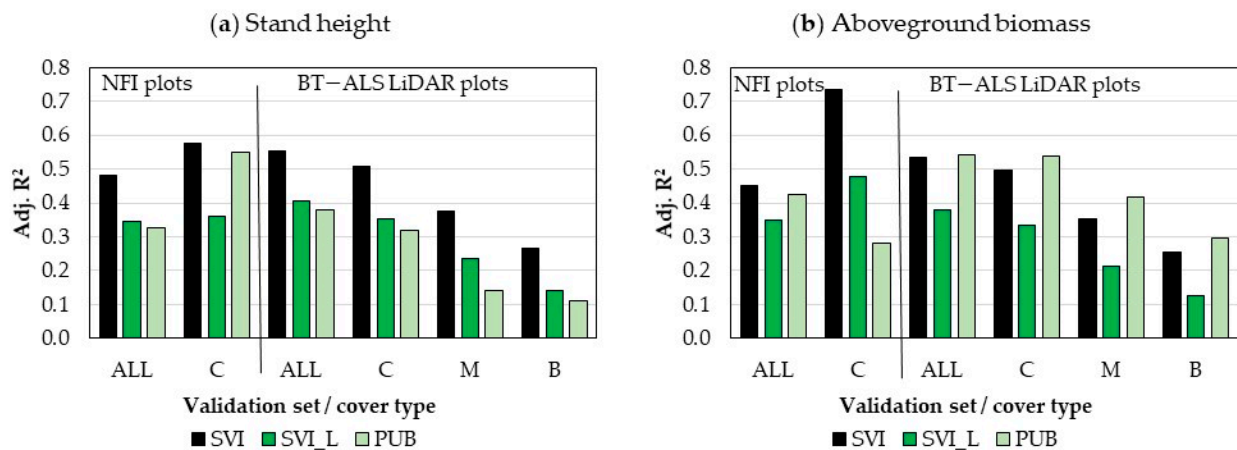 (a) Stand height
0.8
0.7
0.6
0.5
0.4
0.3
0.2
0.1
0.0
Adj. R²
NFI plots
BT−ALS LiDAR plots
ALL C ALL C M B
Validation set / cover type
SVI SVI_L PUB
(b) Aboveground biomass
0.8
0.7
0.6
0.5
0.4
0.3
0.2
0.1
0.0
Adj. R²
NFI plots
BT−ALS LiDAR plots
ALL C ALL C M B
Validation set / cover type
SVI SVI_L PUB